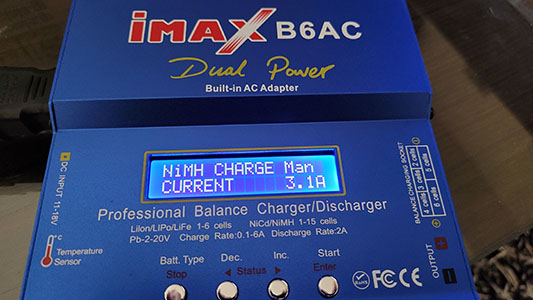 iMAX B6AC
Dual Power
Built-in AC Adapter
NiMH CHARGE Man
CURRENT 3.1A
Professional Balance Charger/Discharger
LiIon/LiPo/LiFe 1-6 cells NiCd/NiMH 1-15 cells
Pb-2-20V Charge Rate:0.1-6A Discharge Rate:2A
DC INPUT 11-18V
°C
Temperature
Sensor
Batt. Type Dec. Inc. Start
Stop ◄ Status ► Enter
BALANCE CHARGING SOCKET
2 cells
3 cells
4 cells
5 cells
6 cells
OUTPUT
+
-
RoHS FCC CE